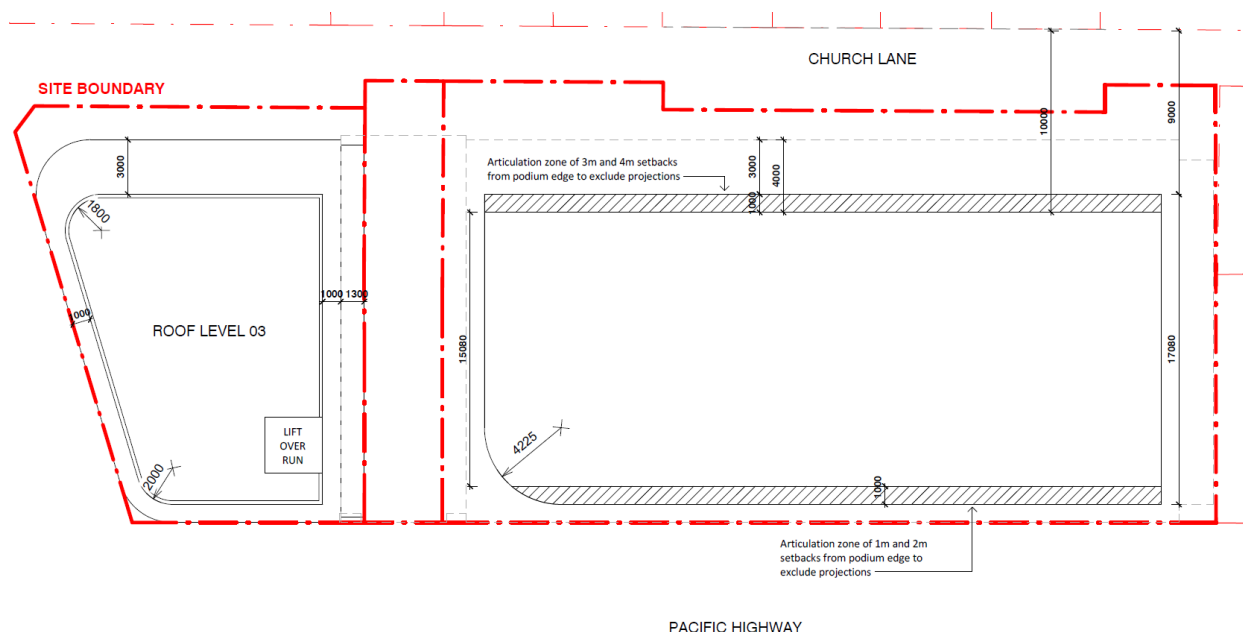 CHURCH LANE
SITE BOUNDARY
10000
9000
3000
3000
4000
Articulation zone of 3m and 4m setbacks
from podium edge to exclude projections
1000
1800
1000 1300
000
ROOF LEVEL 03
15080
17080
LIFT
OVER
RUN
4225
2000
1000
Articulation zone of 1m and 2m
setbacks from podium edge to
exclude projections
PACIFIC HIGHWAY